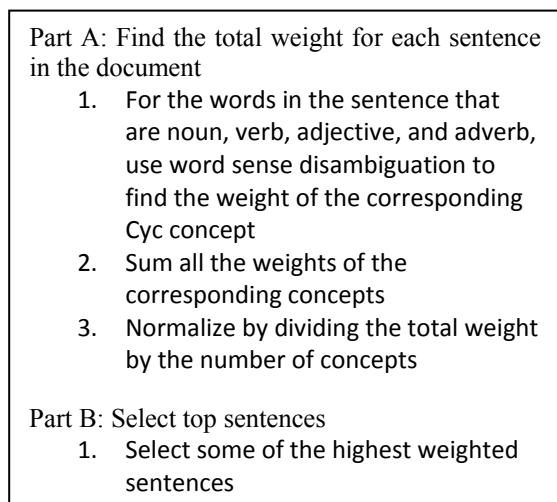 Part A: Find the total weight for each sentence
in the document
1. For the words in the sentence that
are noun, verb, adjective, and adverb,
use word sense disambiguation to
find the weight of the corresponding
Cyc concept
2. Sum all the weights of the
corresponding concepts
3. Normalize by dividing the total weight
by the number of concepts
Part B: Select top sentences
1. Select some of the highest weighted
sentences